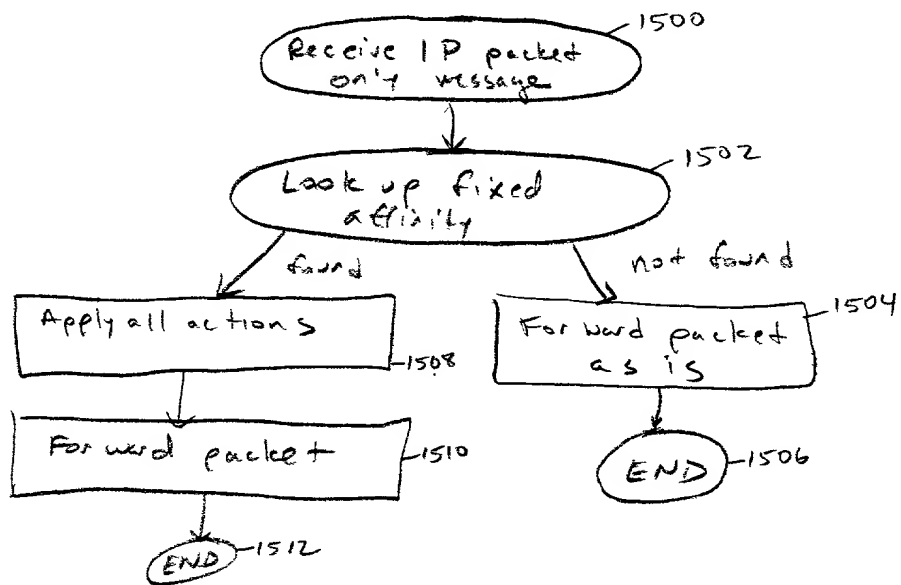 1500
Receive IP packet
only message
1502
Look up fixed
affinity
found
not found
Apply all actions
1508
1504
Forward packet
as is
Forward packet
1510
END
1506
END
1512